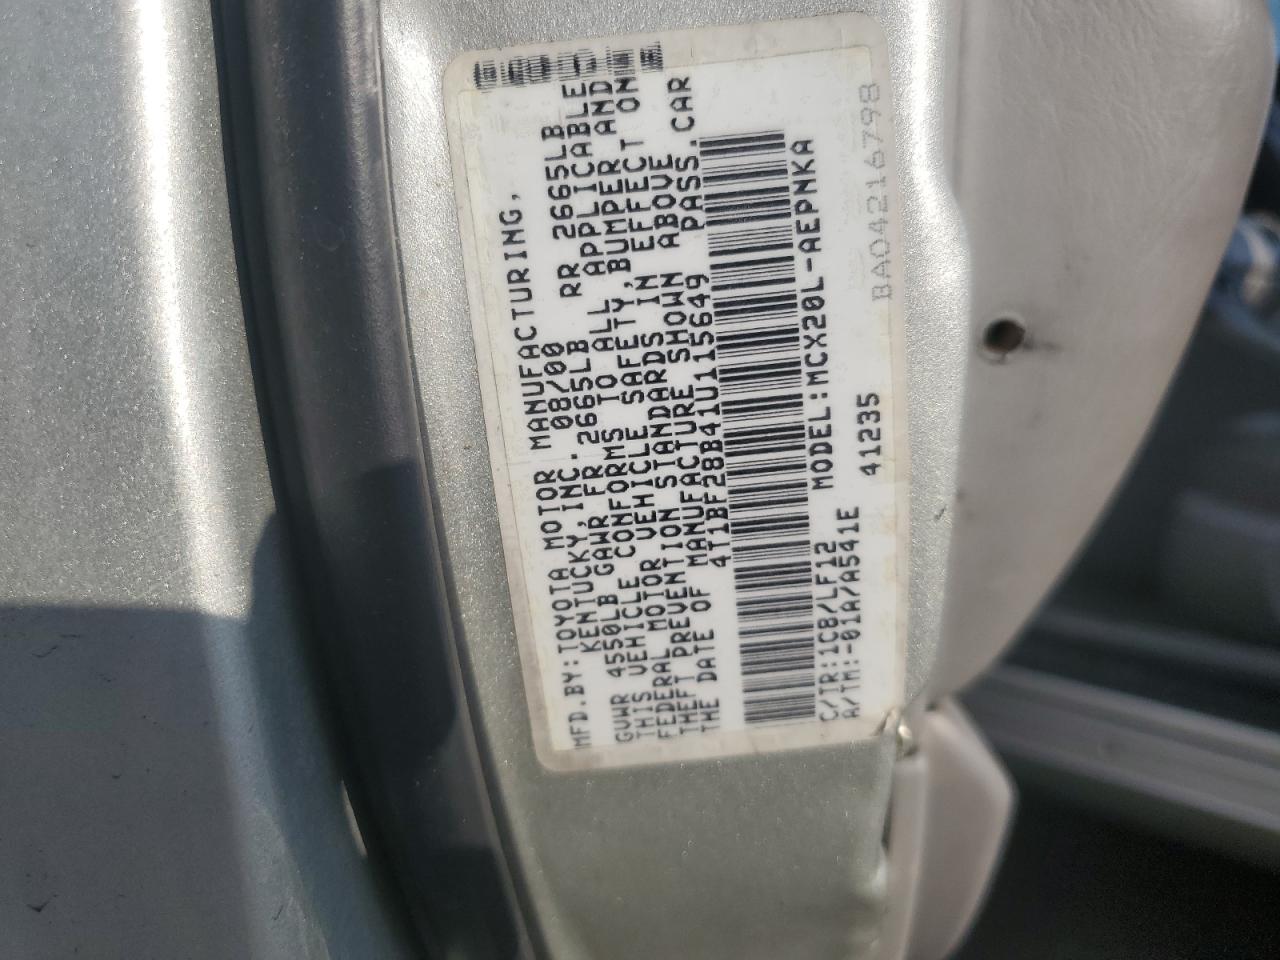 MFD.BY:TOYOTA MOTOR MANUFACTURING,
KENTUCKY,INC. 08/00
GVWR 4550LB GAWR FR 2665LB RR 2665LB
THIS VEHICLE CONFORMS TO ALL APPLICABLE
FEDERAL MOTOR VEHICLE SAFETY,BUMPER AND
THEFT PREVENTION STANDARDS IN EFFECT ON
THE DATE OF MANUFACTURE SHOWN ABOVE
4T1BF28B41U115649 PASS.CAR
C/TR:1C8/LF12 MODEL:MCX20L-AEPNKA
A/TM:-01A/A541E 41235
BA04216798